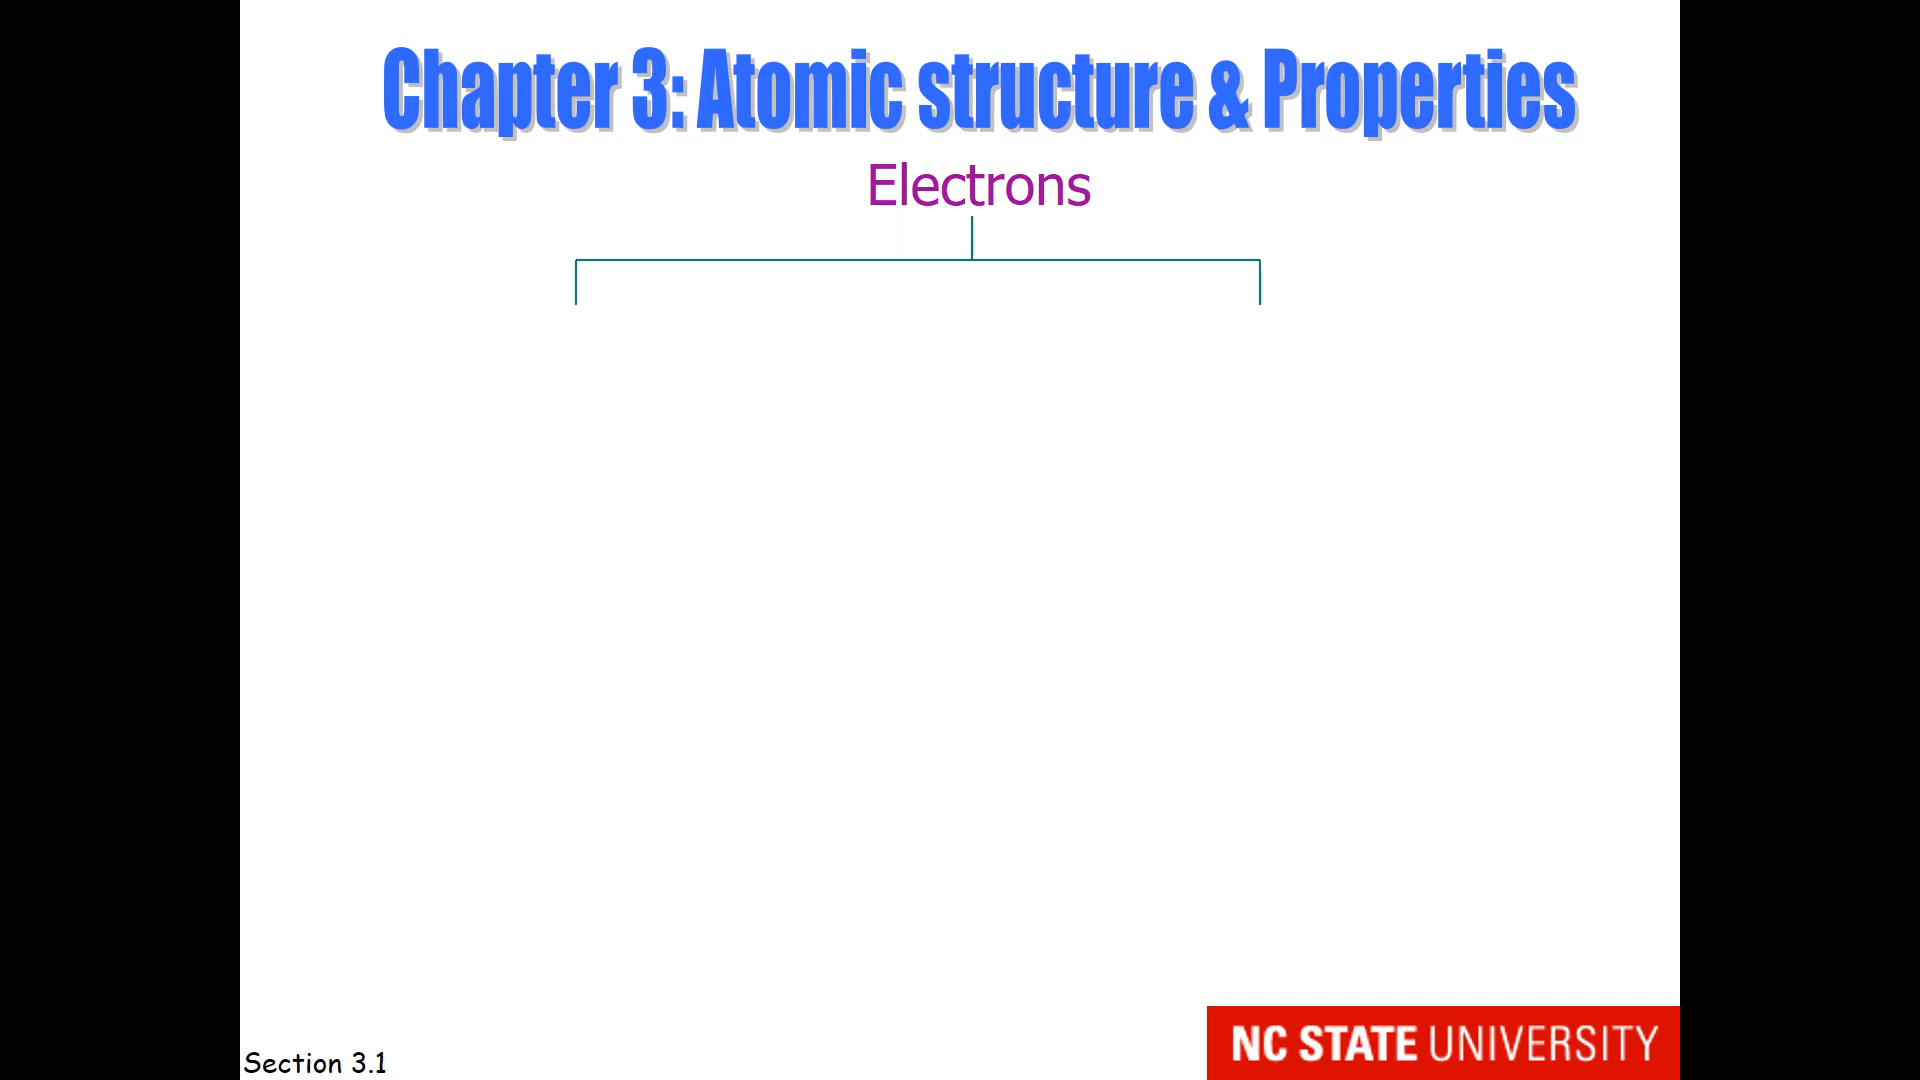 Chapter 3: Atomic structure & Properties
Electrons
Section 3.1
NC STATE UNIVERSITY